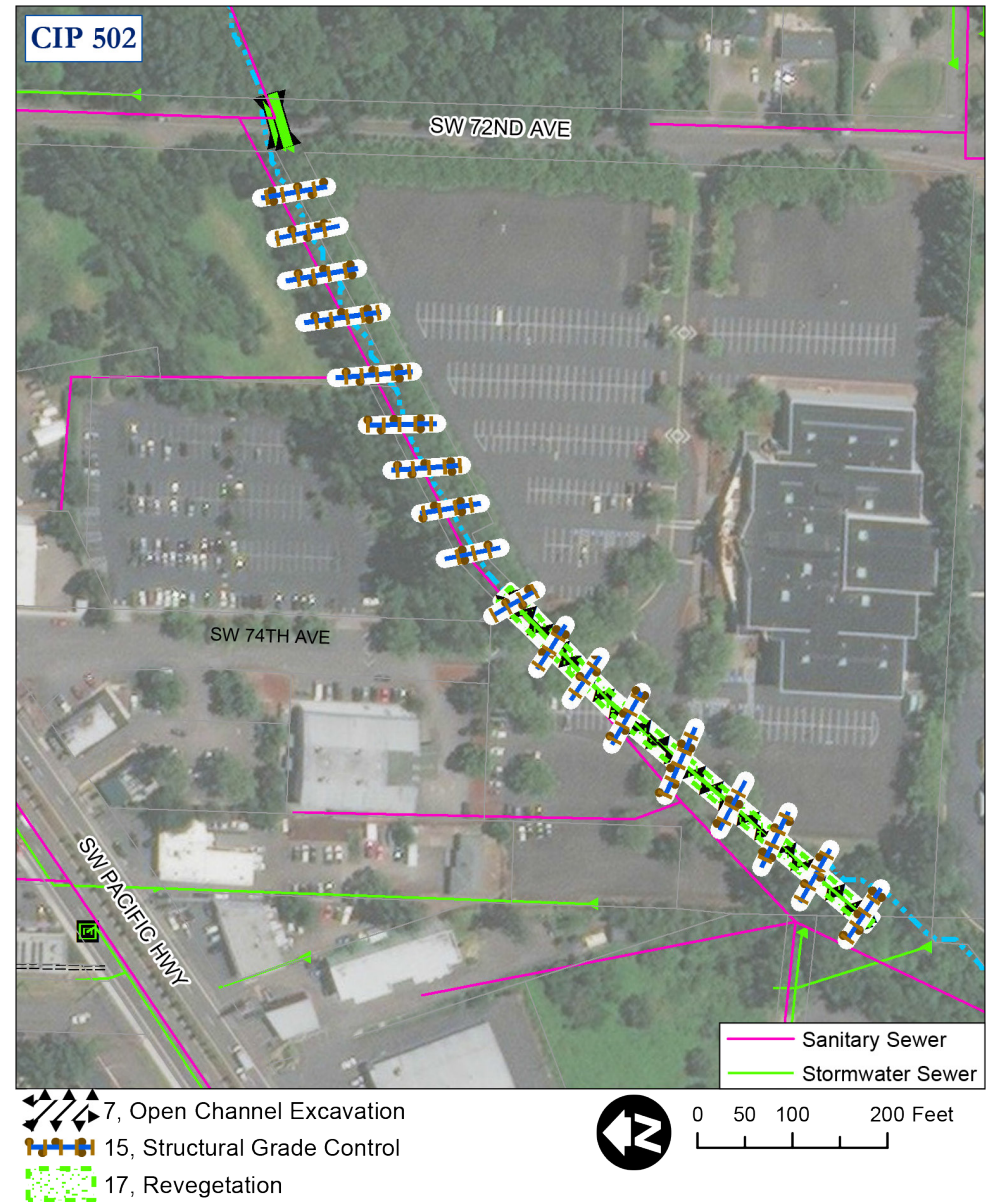 CIP 502
SW 72ND AVE
SW 74TH AVE
SW PACIFIC HWY
Sanitary Sewer
Stormwater Sewer
7, Open Channel Excavation
15, Structural Grade Control
17, Revegetation
N
0 50 100 200 Feet